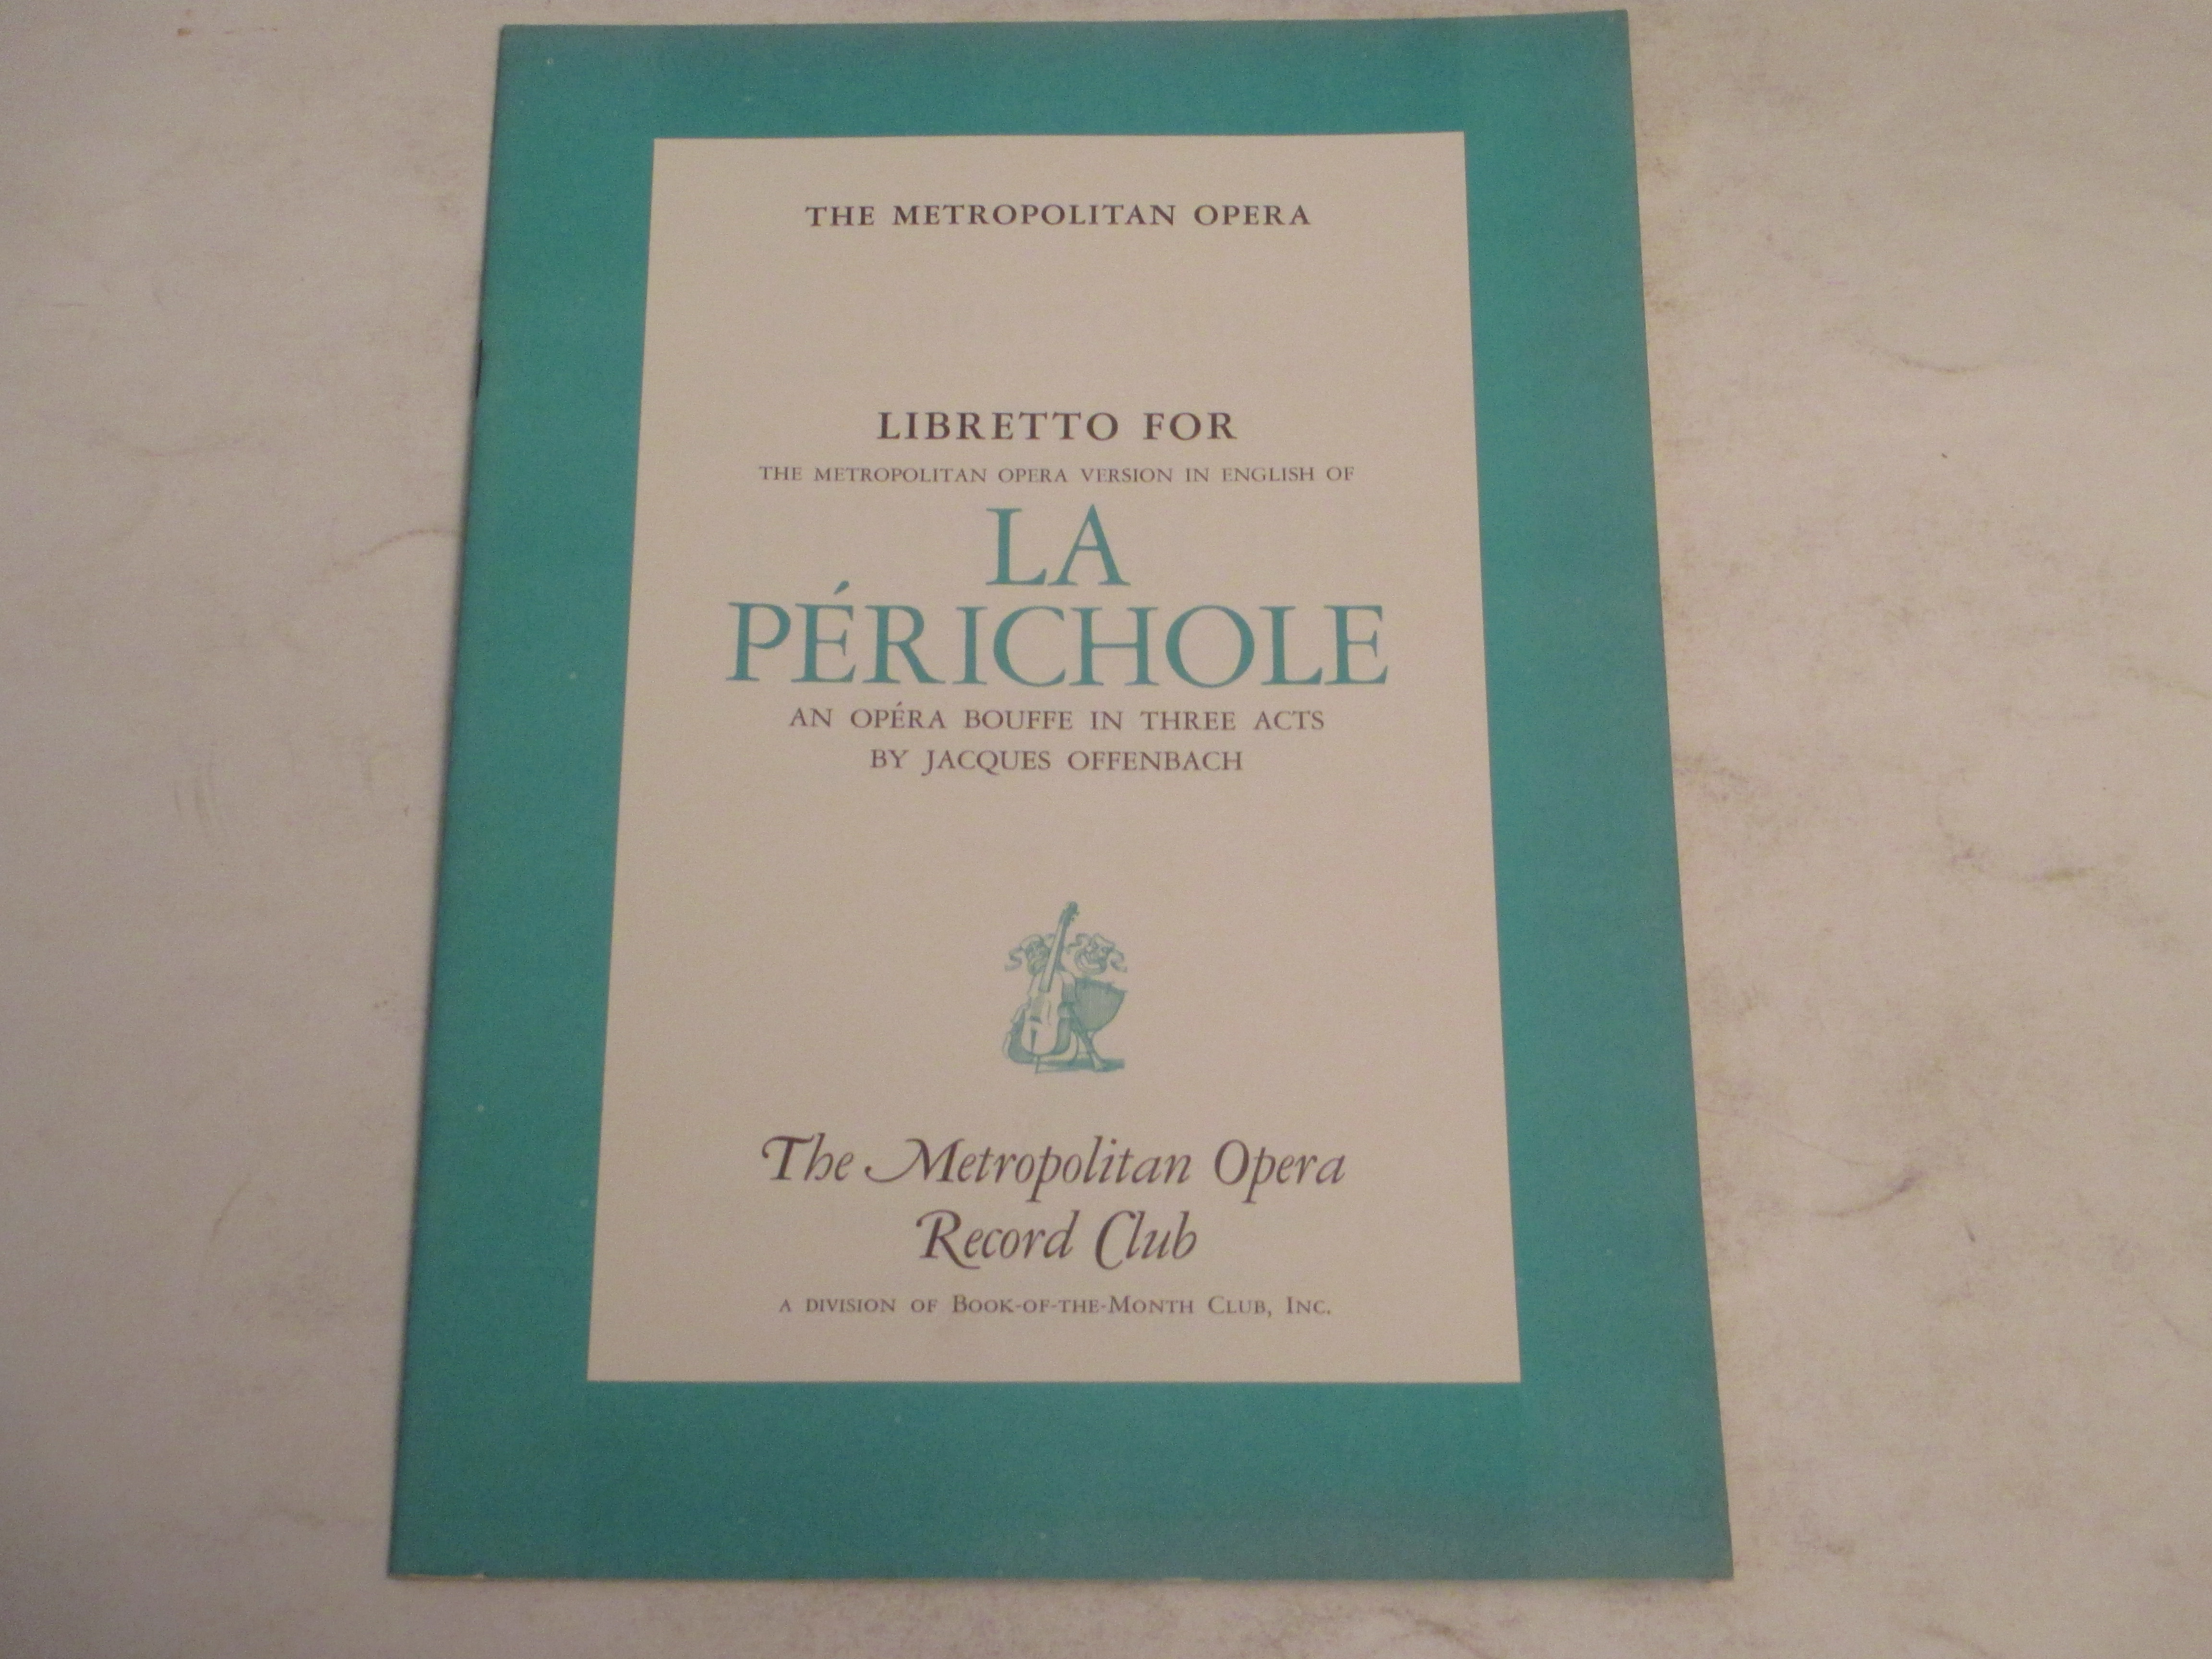 THE METROPOLITAN OPERA
LIBRETTO FOR
THE METROPOLITAN OPERA VERSION IN ENGLISH OF
LA
PÉRICHOLE
AN OPÉRA BOUFFE IN THREE ACTS
BY JACQUES OFFENBACH
The Metropolitan Opera
Record Club
A DIVISION OF BOOK-OF-THE-MONTH CLUB, INC.